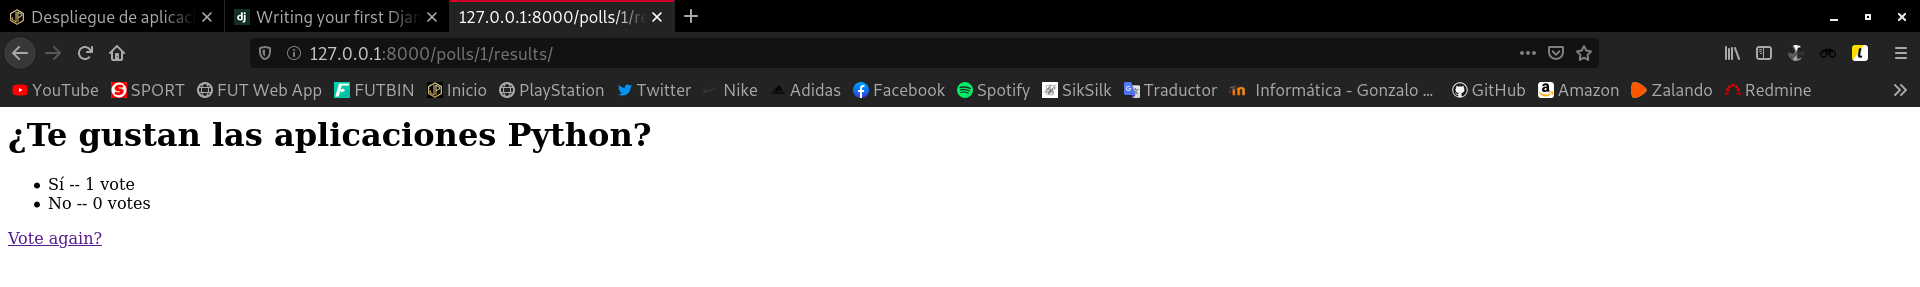 Despliegue de aplicac
Writing your first Djan
127.0.0.1:8000/polls/1/re
127.0.0.1:8000/polls/1/results/
YouTube SPORT FUT Web App FUTBIN Inicio PlayStation Twitter Nike Adidas Facebook Spotify SikSilk Traductor Informática - Gonzalo ... GitHub Amazon Zalando Redmine
¿Te gustan las aplicaciones Python?
• Sí -- 1 vote
• No -- 0 votes
Vote again?